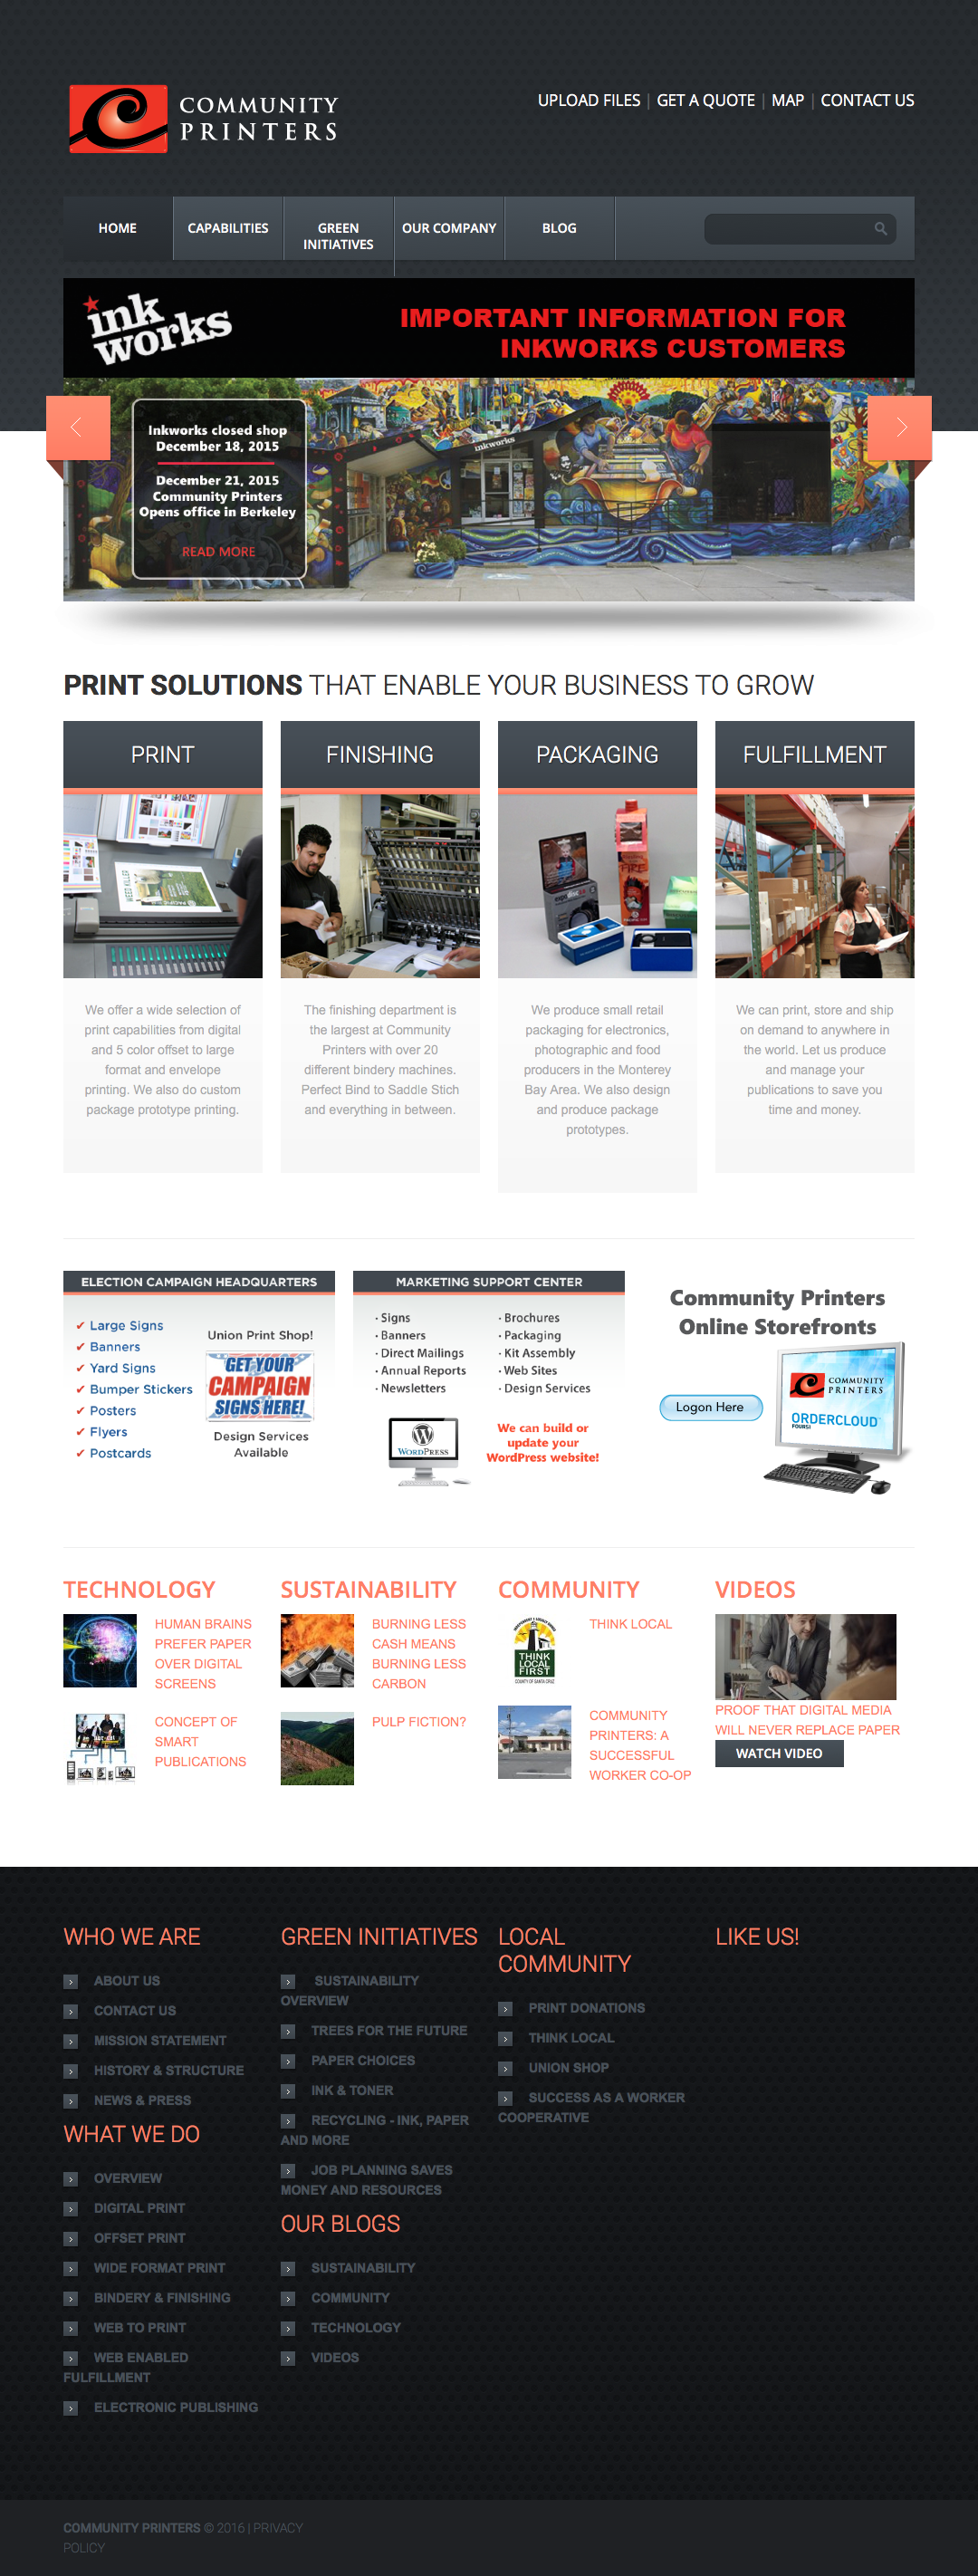 COMMUNITY
PRINTERS
UPLOAD FILES | GET A QUOTE | MAP | CONTACT US
HOME
CAPABILITIES
GREEN
INITIATIVES
OUR COMPANY
BLOG
ink
works
IMPORTANT INFORMATION FOR
INKWORKS CUSTOMERS
Inkworks closed shop
December 18, 2015
December 21, 2015
Community Printers
Opens office in Berkeley
READ MORE
inkworks
PRINT SOLUTIONS THAT ENABLE YOUR BUSINESS TO GROW
PRINT
We offer a wide selection of
print capabilities from digital
and 5 color offset to large
format and envelope
printing. We also do custom
package prototype printing.
FINISHING
The finishing department is
the largest at Community
Printers with over 20
different bindery machines.
Perfect Bind to Saddle Stich
and everything in between.
PACKAGING
We produce small retail
packaging for electronics,
photographic and food
producers in the Monterey
Bay Area. We also design
and produce package
prototypes.
FULFILLMENT
We can print, store and ship
on demand to anywhere in
the world. Let us produce
and manage your
publications to save you
time and money.
ELECTION CAMPAIGN HEADQUARTERS
✔ Large Signs
✔ Banners
✔ Yard Signs
✔ Bumper Stickers
✔ Posters
✔ Flyers
✔ Postcards
Union Print Shop!
GET YOUR
CAMPAIGN
SIGNS HERE!
Design Services
Available
MARKETING SUPPORT CENTER
· Signs
· Banners
· Direct Mailings
· Annual Reports
· Newsletters
· Brochures
· Packaging
· Kit Assembly
· Web Sites
· Design Services
WORDPRESS
We can build or
update your
WordPress website!
Community Printers
Online Storefronts
Logon Here
COMMUNITY
PRINTERS
ORDERCLOUD
FOUR51
TECHNOLOGY
HUMAN BRAINS
PREFER PAPER
OVER DIGITAL
SCREENS
CONCEPT OF
SMART
PUBLICATIONS
SUSTAINABILITY
BURNING LESS
CASH MEANS
BURNING LESS
CARBON
PULP FICTION?
COMMUNITY
THINK
LOCAL
FIRST
COUNTY OF SANTA CRUZ
THINK LOCAL
COMMUNITY
PRINTERS: A
SUCCESSFUL
WORKER CO-OP
VIDEOS
PROOF THAT DIGITAL MEDIA
WILL NEVER REPLACE PAPER
WATCH VIDEO
WHO WE ARE
ABOUT US
CONTACT US
MISSION STATEMENT
HISTORY & STRUCTURE
NEWS & PRESS
WHAT WE DO
OVERVIEW
DIGITAL PRINT
OFFSET PRINT
WIDE FORMAT PRINT
BINDERY & FINISHING
WEB TO PRINT
WEB ENABLED
FULFILLMENT
ELECTRONIC PUBLISHING
GREEN INITIATIVES
SUSTAINABILITY
OVERVIEW
TREES FOR THE FUTURE
PAPER CHOICES
INK & TONER
RECYCLING - INK, PAPER
AND MORE
JOB PLANNING SAVES
MONEY AND RESOURCES
OUR BLOGS
SUSTAINABILITY
COMMUNITY
TECHNOLOGY
VIDEOS
LOCAL
COMMUNITY
PRINT DONATIONS
THINK LOCAL
UNION SHOP
SUCCESS AS A WORKER
COOPERATIVE
LIKE US!
COMMUNITY PRINTERS © 2016 | PRIVACY
POLICY